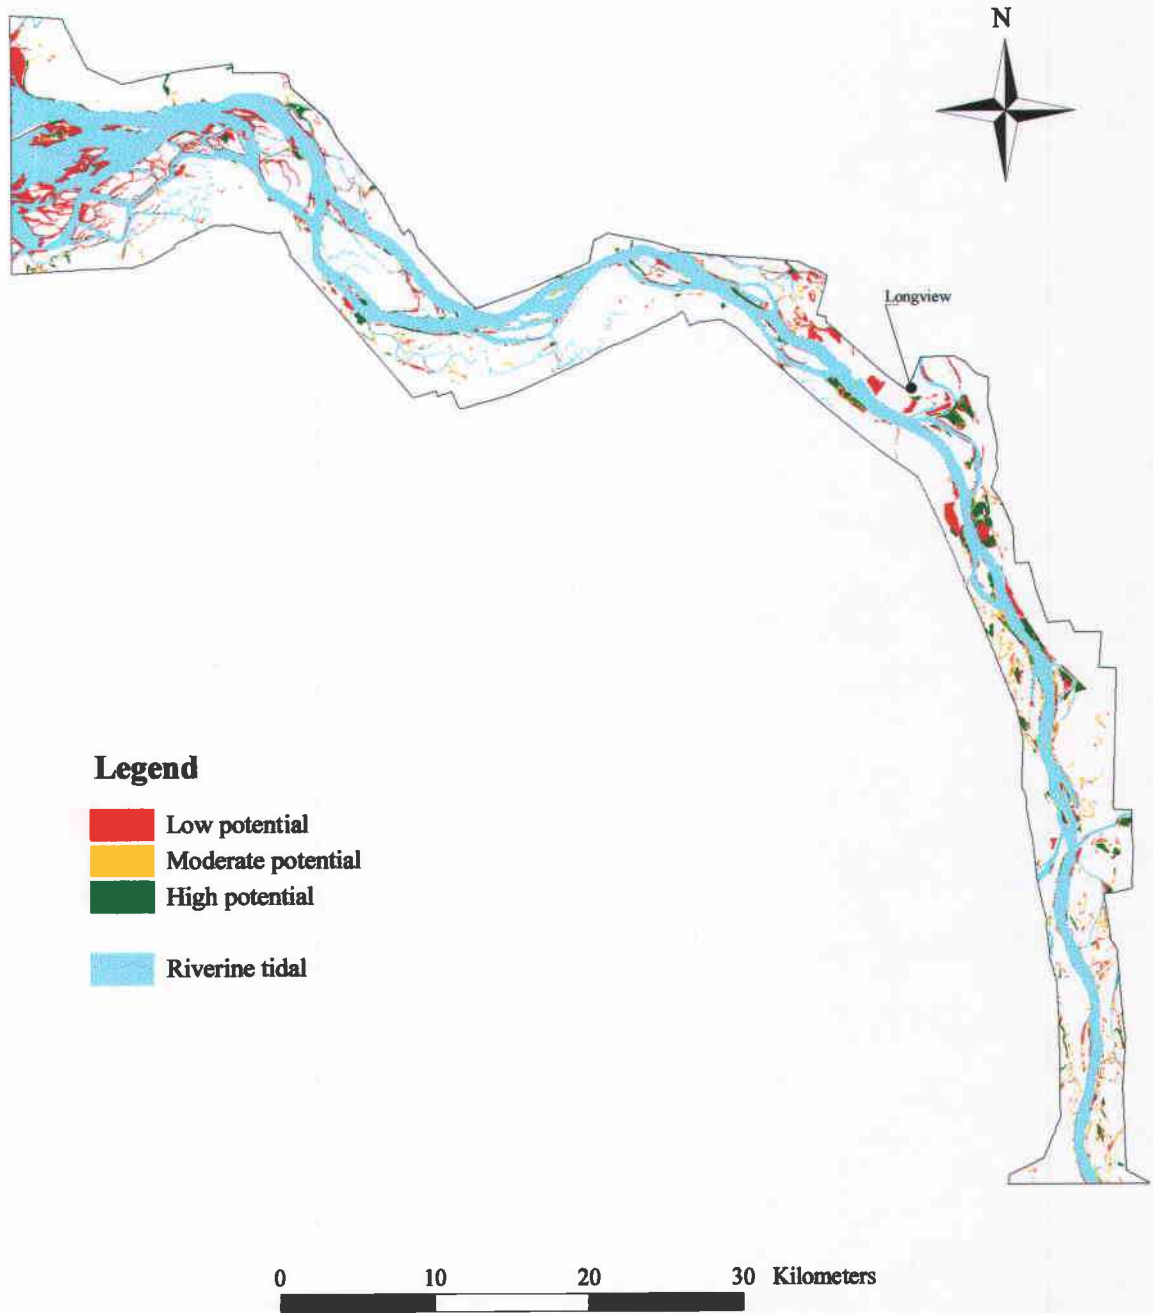 N
Longview
Legend
Low potential
Moderate potential
High potential
Riverine tidal
0 10 20 30 Kilometers